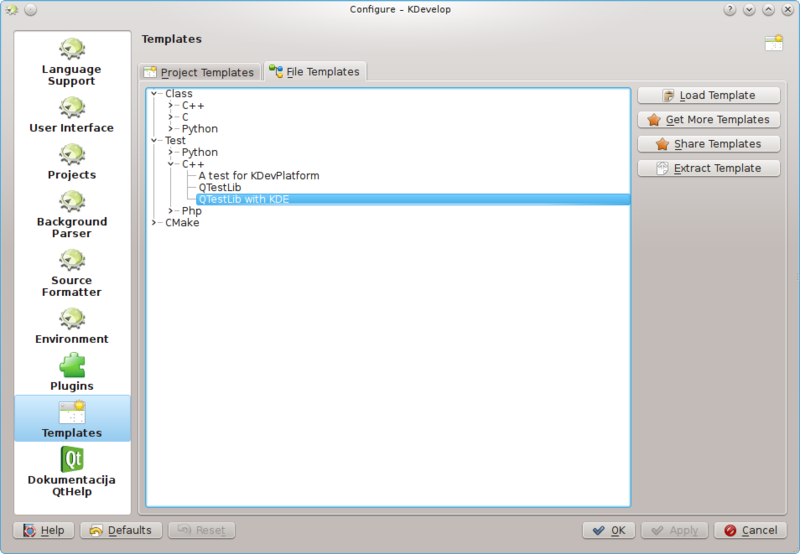 Configure – KDevelop
Language
Support
User Interface
Projects
Background
Parser
Source
Formatter
Environment
Plugins
Templates
Dokumentacija
QtHelp
Templates
Project Templates
File Templates
Class
C++
C
Python
Test
Python
C++
A test for KDevPlatform
QTestLib
QTestLib with KDE
Php
CMake
Load Template
Get More Templates
Share Templates
Extract Template
Help
Defaults
Reset
OK
Apply
Cancel